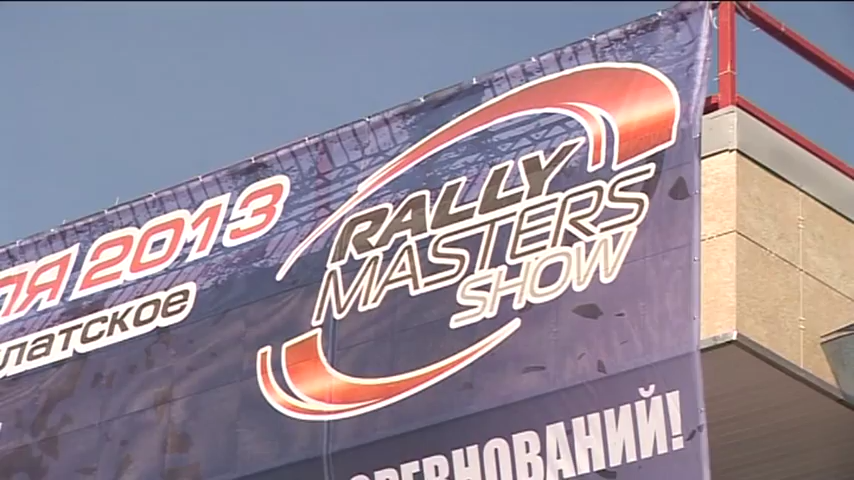 ЛЯ 2013
ЛАТСКОЕ
RALLY
MASTERS
SHOW
ОРЕВНОВАНИЙ!